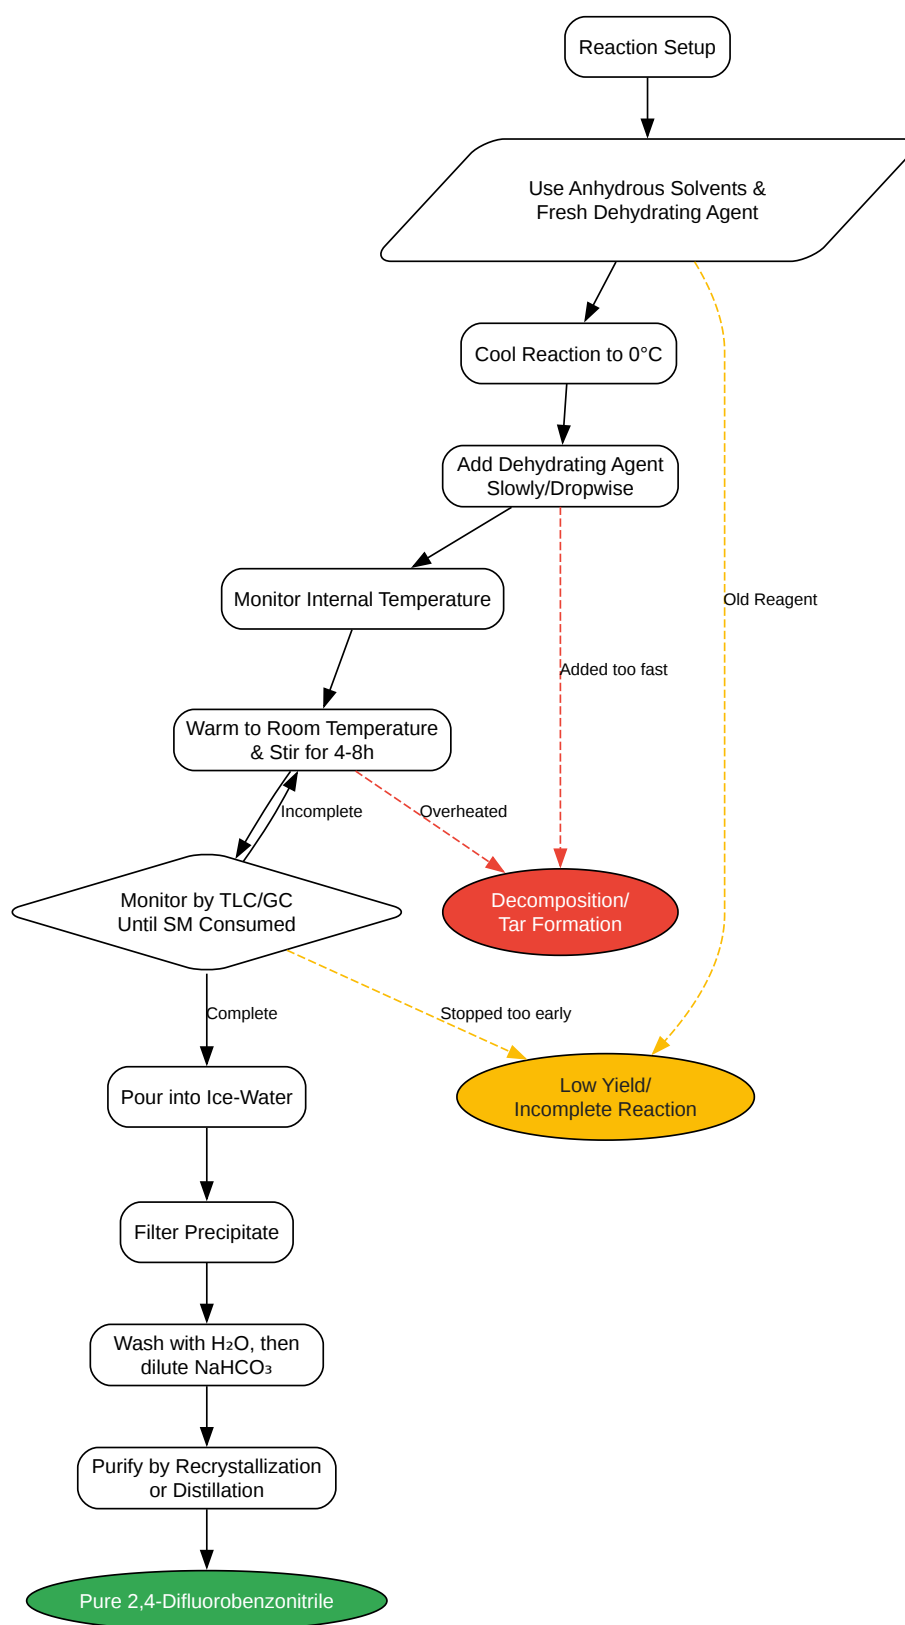 Reaction Setup
Use Anhydrous Solvents &
Fresh Dehydrating Agent
Cool Reaction to 0°C
Add Dehydrating Agent
Slowly/Dropwise
Monitor Internal Temperature
Old Reagent
Added too fast
Warm to Room Temperature
& Stir for 4-8h
Incomplete
Overheated
Monitor by TLC/GC
Until SM Consumed
Decomposition/
Tar Formation
Complete
Stopped too early
Pour into Ice-Water
Low Yield/
Incomplete Reaction
Filter Precipitate
Wash with H₂O, then
dilute NaHCO₃
Purify by Recrystallization
or Distillation
Pure 2,4-Difluorobenzonitrile